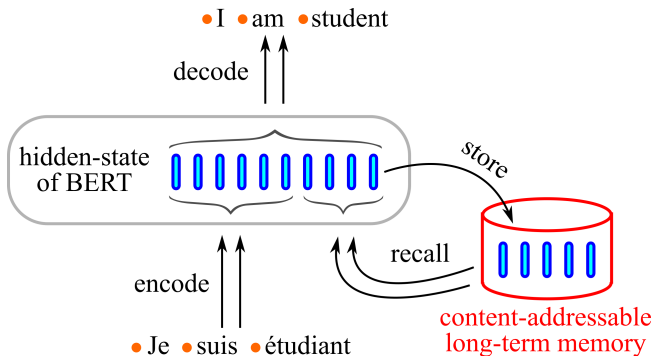 I am student
decode
hidden-state
of BERT
store
recall
encode
content-addressable
long-term memory
Je suis étudiant